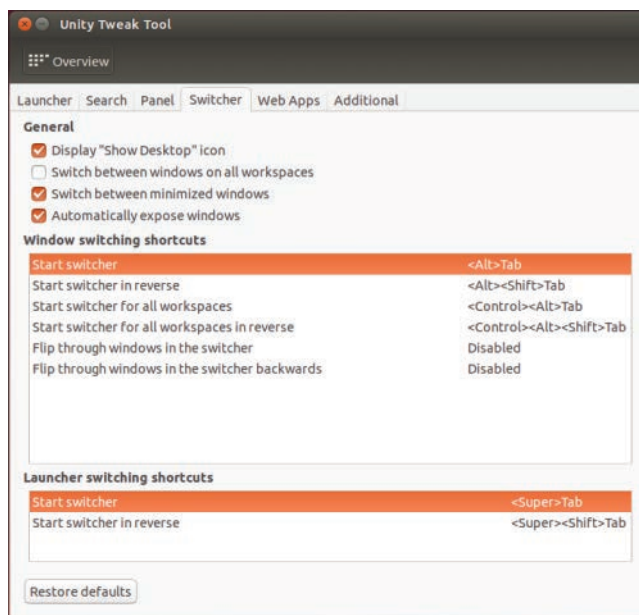 Unity Tweak Tool
Overview
Launcher Search Panel Switcher Web Apps Additional
General
Display "Show Desktop" icon
Switch between windows on all workspaces
Switch between minimized windows
Automatically expose windows
Window switching shortcuts
Start switcher <Alt>Tab
Start switcher in reverse <Alt><Shift>Tab
Start switcher for all workspaces <Control><Alt>Tab
Start switcher for all workspaces in reverse <Control><Alt><Shift>Tab
Flip through windows in the switcher Disabled
Flip through windows in the switcher backwards Disabled
Launcher switching shortcuts
Start switcher <Super>Tab
Start switcher in reverse <Super><Shift>Tab
Restore defaults